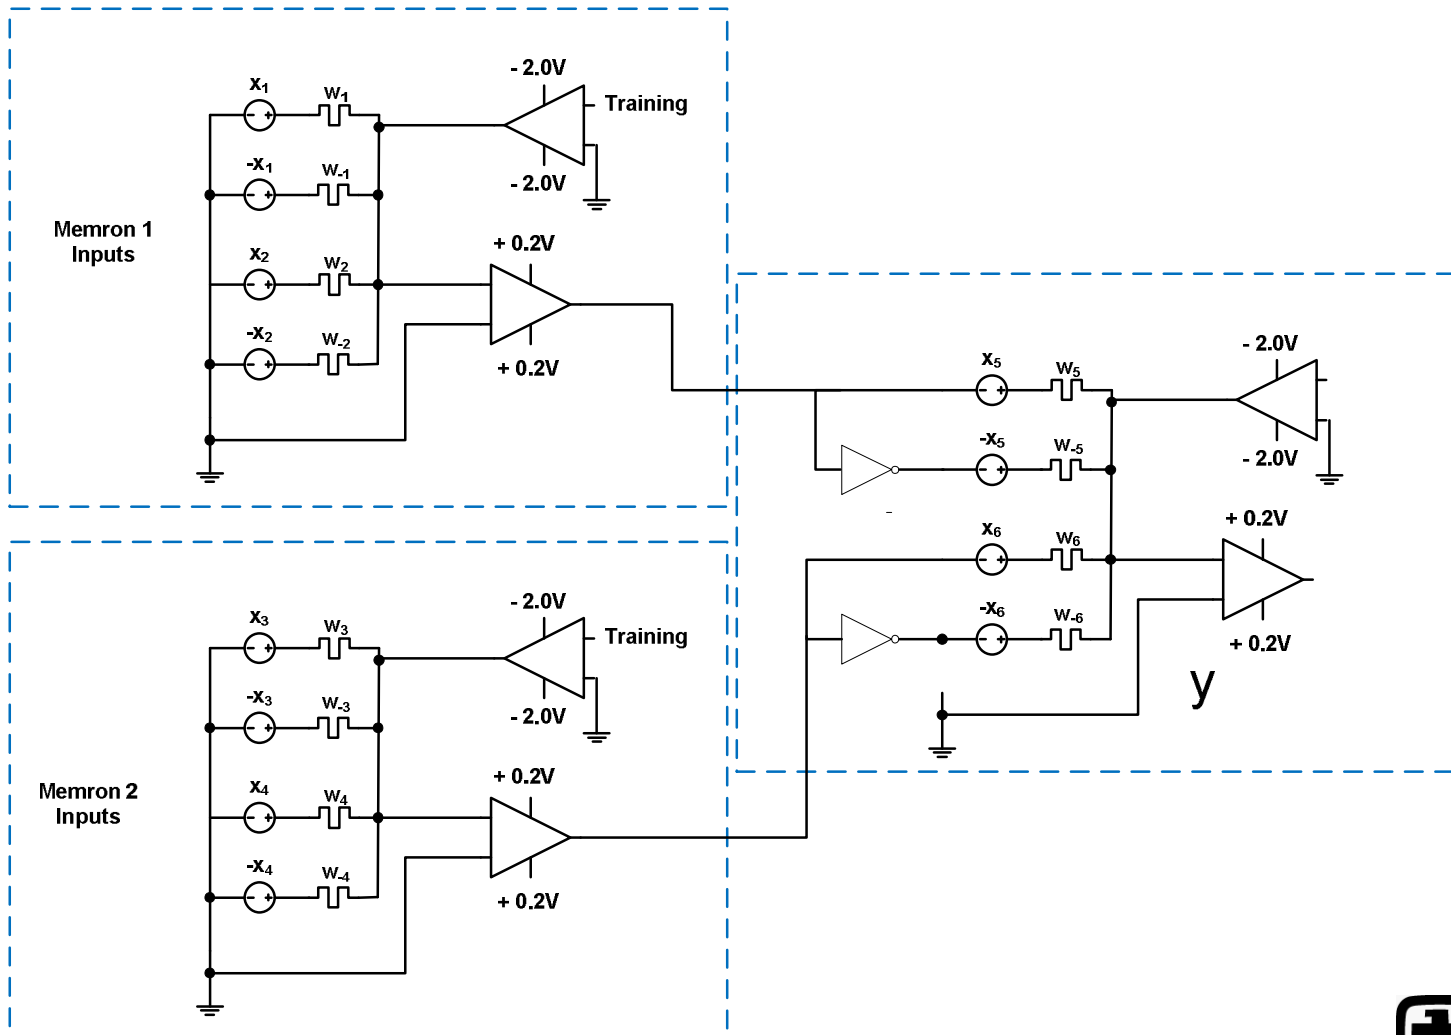 x1
W1
- 2.0V
Training
-x1
W-1
- 2.0V
Memron 1
Inputs
x2
W2
+ 0.2V
-x2
W-2
+ 0.2V
x5
W5
- 2.0V
-x5
W-5
- 2.0V
x6
W6
+ 0.2V
-x6
W-6
+ 0.2V
y
x3
W3
- 2.0V
Training
-x3
W-3
- 2.0V
Memron 2
Inputs
x4
W4
+ 0.2V
-x4
W-4
+ 0.2V